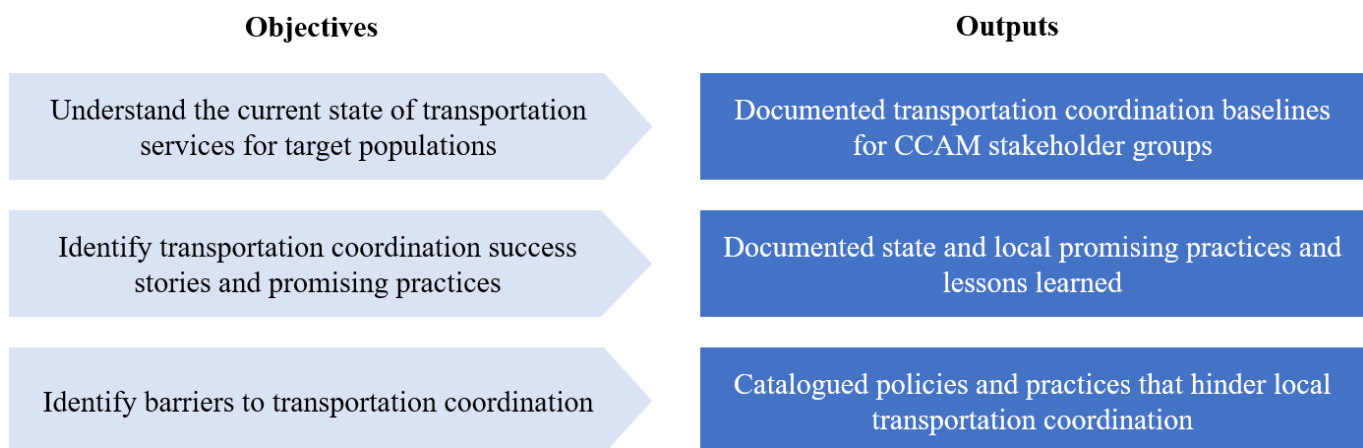 Objectives
Outputs
Understand the current state of transportation
services for target populations
Documented transportation coordination baselines
for CCAM stakeholder groups
Identify transportation coordination success
stories and promising practices
Documented state and local promising practices and
lessons learned
Identify barriers to transportation coordination
Catalogued policies and practices that hinder local
transportation coordination